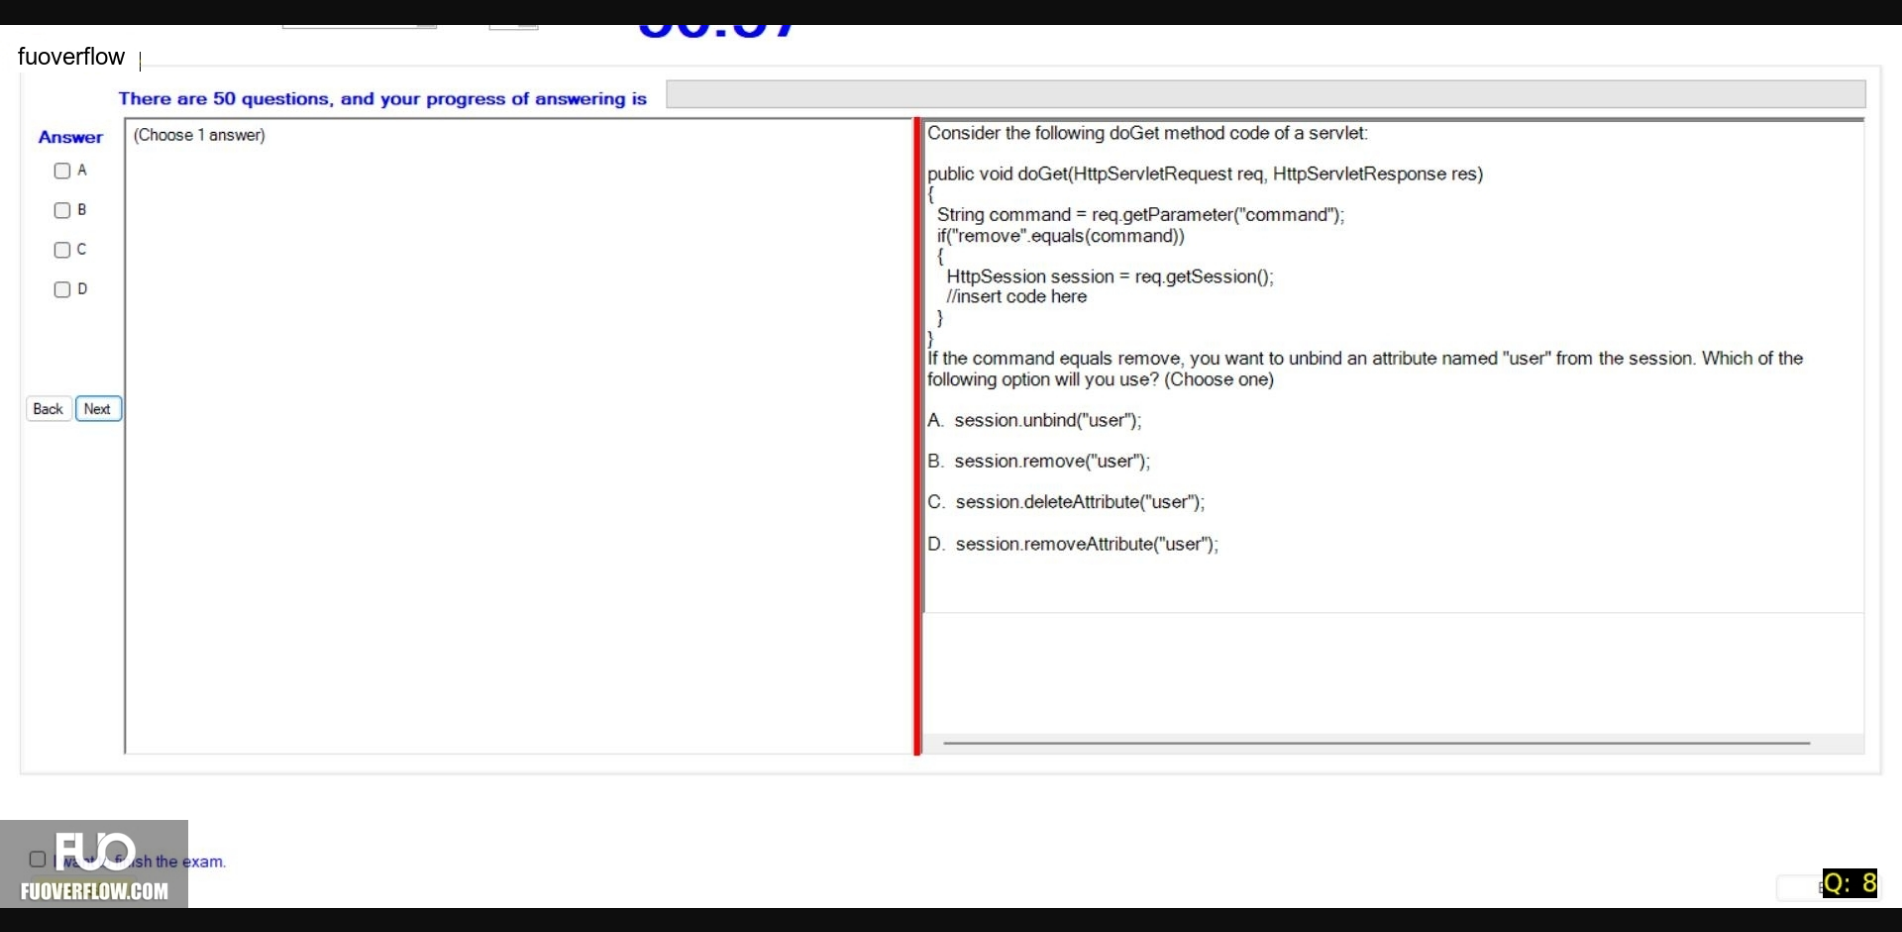 fuoverflow
There are 50 questions, and your progress of answering is
Answer
(Choose 1 answer)
A
B
C
D
Back
Next
Consider the following doGet method code of a servlet:
public void doGet(HttpServletRequest req, HttpServletResponse res)
{
String command = req.getParameter("command");
if("remove".equals(command))
{
HttpSession session = req.getSession();
//insert code here
}
}
If the command equals remove, you want to unbind an attribute named "user" from the session. Which of the
following option will you use? (Choose one)
A. session.unbind("user");
B. session.remove("user");
C. session.deleteAttribute("user");
D. session.removeAttribute("user");
FUO
the exam.
FUOVERFLOW.COM
Q: 8